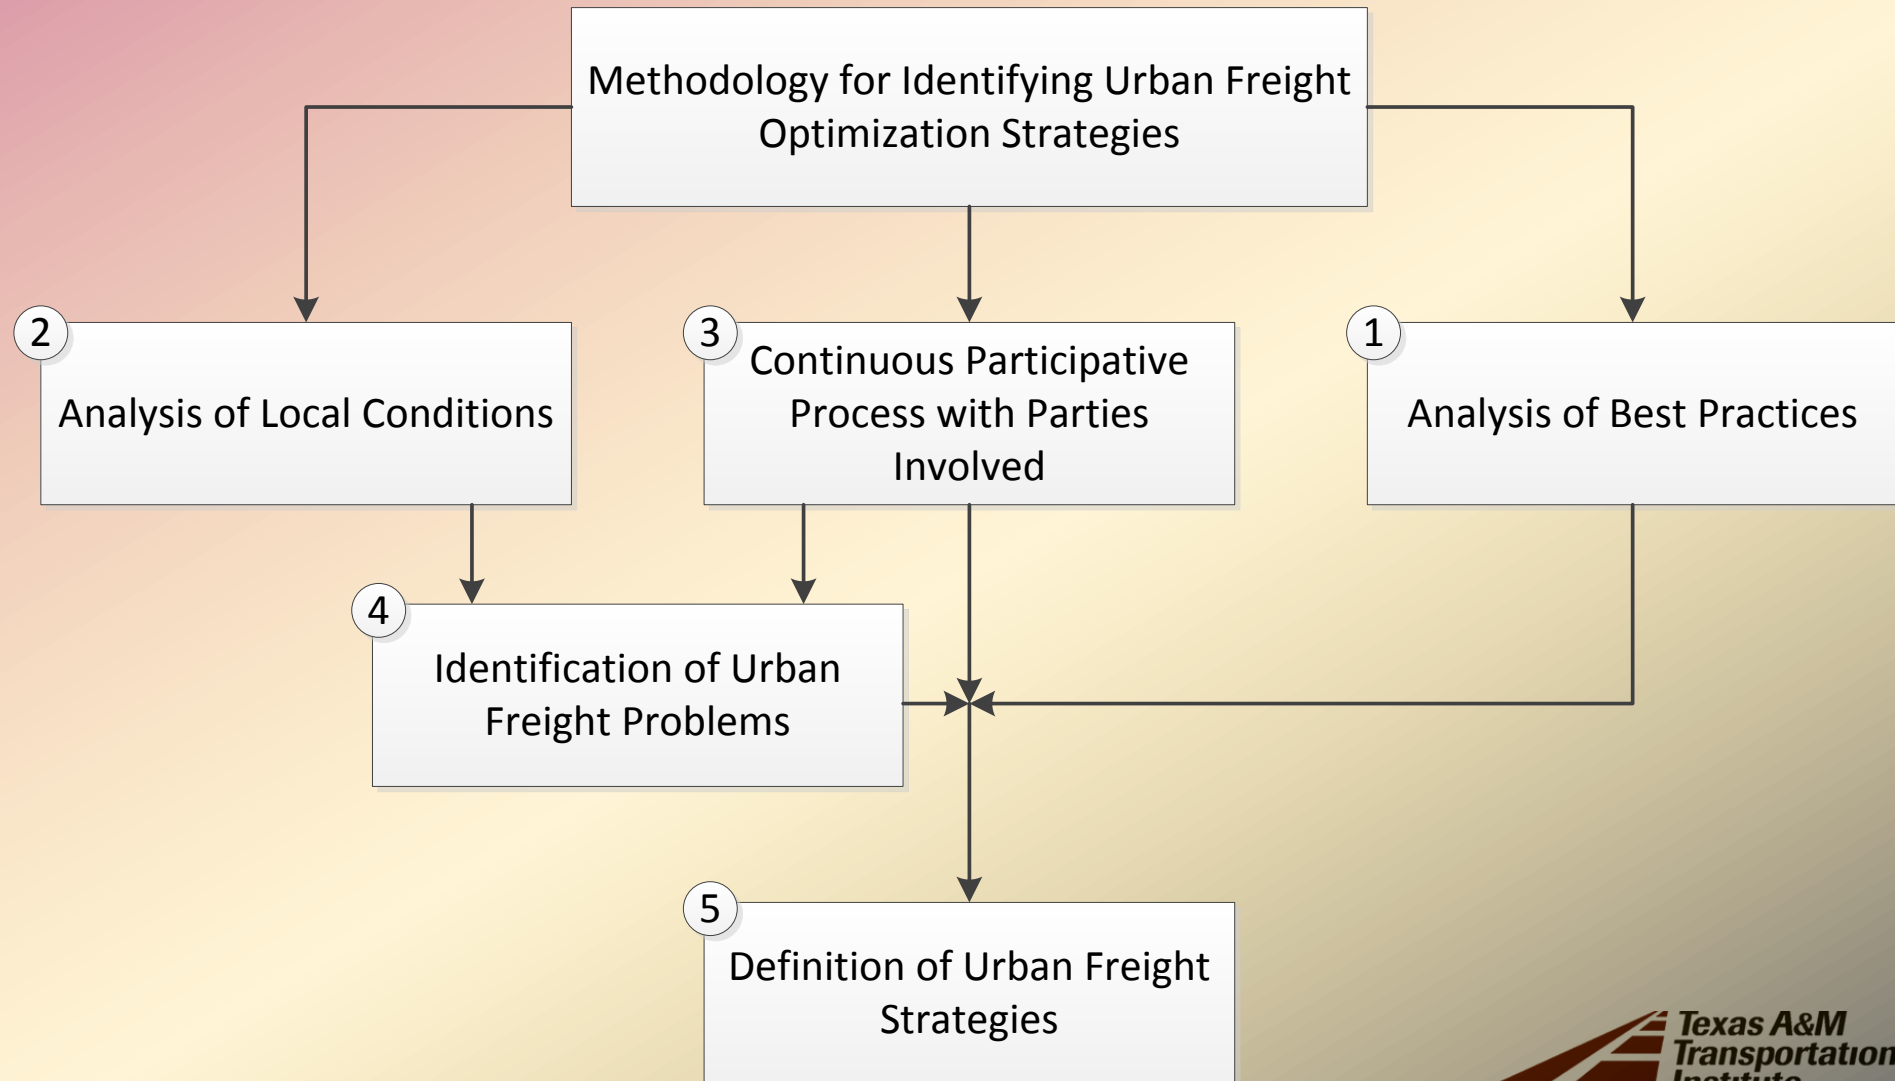 Methodology for Identifying Urban Freight
Optimization Strategies
2
Analysis of Local Conditions
3
Continuous Participative
Process with Parties
Involved
1
Analysis of Best Practices
4
Identification of Urban
Freight Problems
5
Definition of Urban Freight
Strategies
Texas A&M
Transportation
Institute